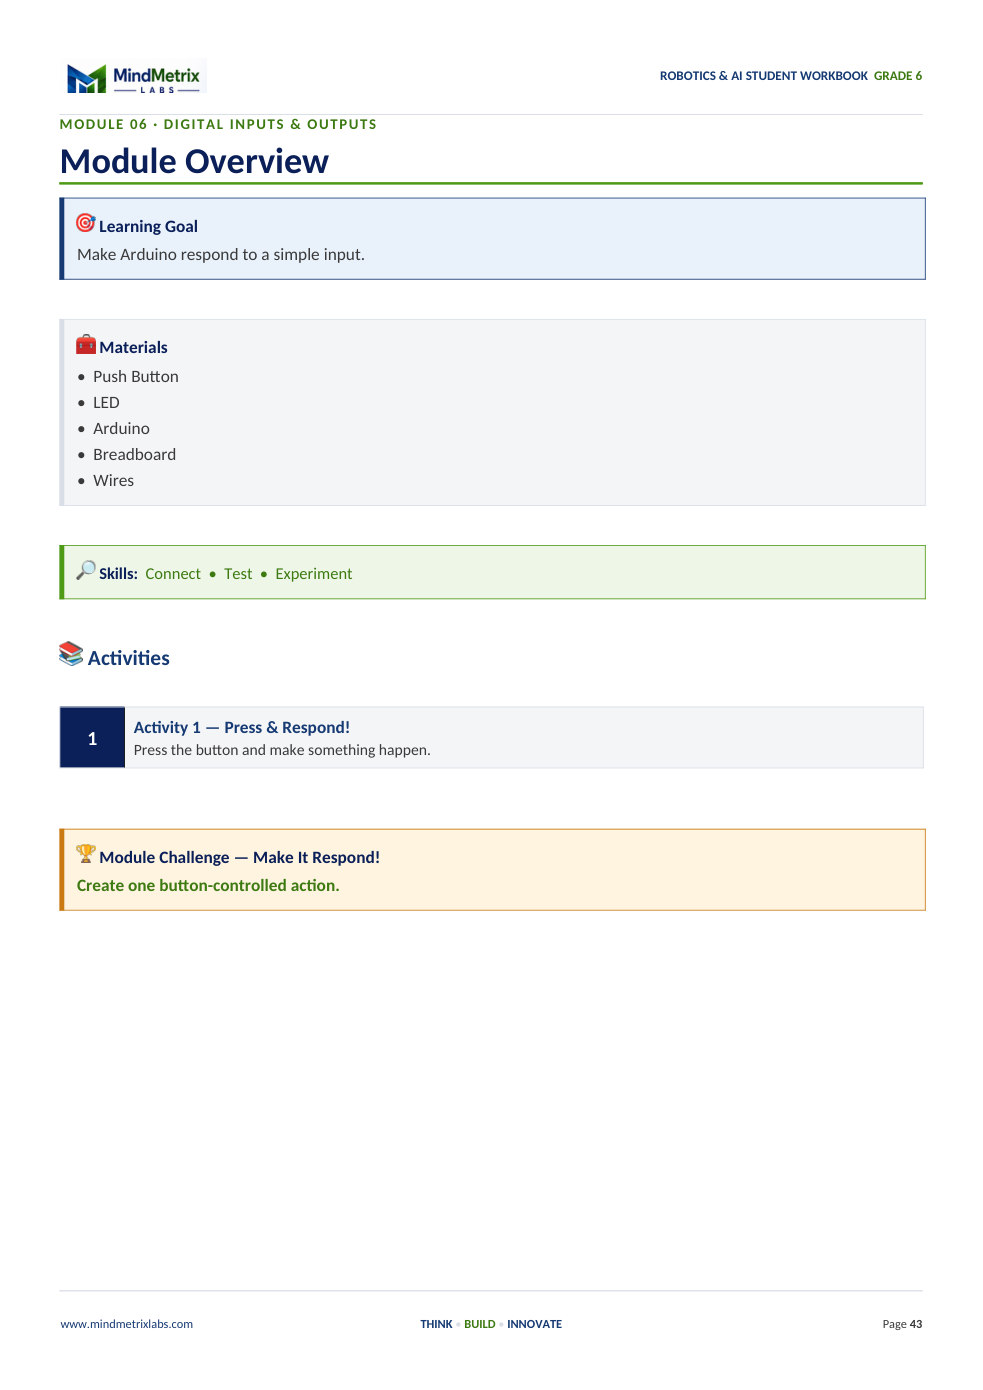 MindMetrix
LABS
ROBOTICS & AI STUDENT WORKBOOK GRADE 6
MODULE 06 · DIGITAL INPUTS & OUTPUTS
Module Overview
Learning Goal
Make Arduino respond to a simple input.
Materials
• Push Button
• LED
• Arduino
• Breadboard
• Wires
Skills: Connect • Test • Experiment
Activities
1
Activity 1 — Press & Respond!
Press the button and make something happen.
Module Challenge — Make It Respond!
Create one button-controlled action.
www.mindmetrixlabs.com
THINK • BUILD • INNOVATE
Page 43